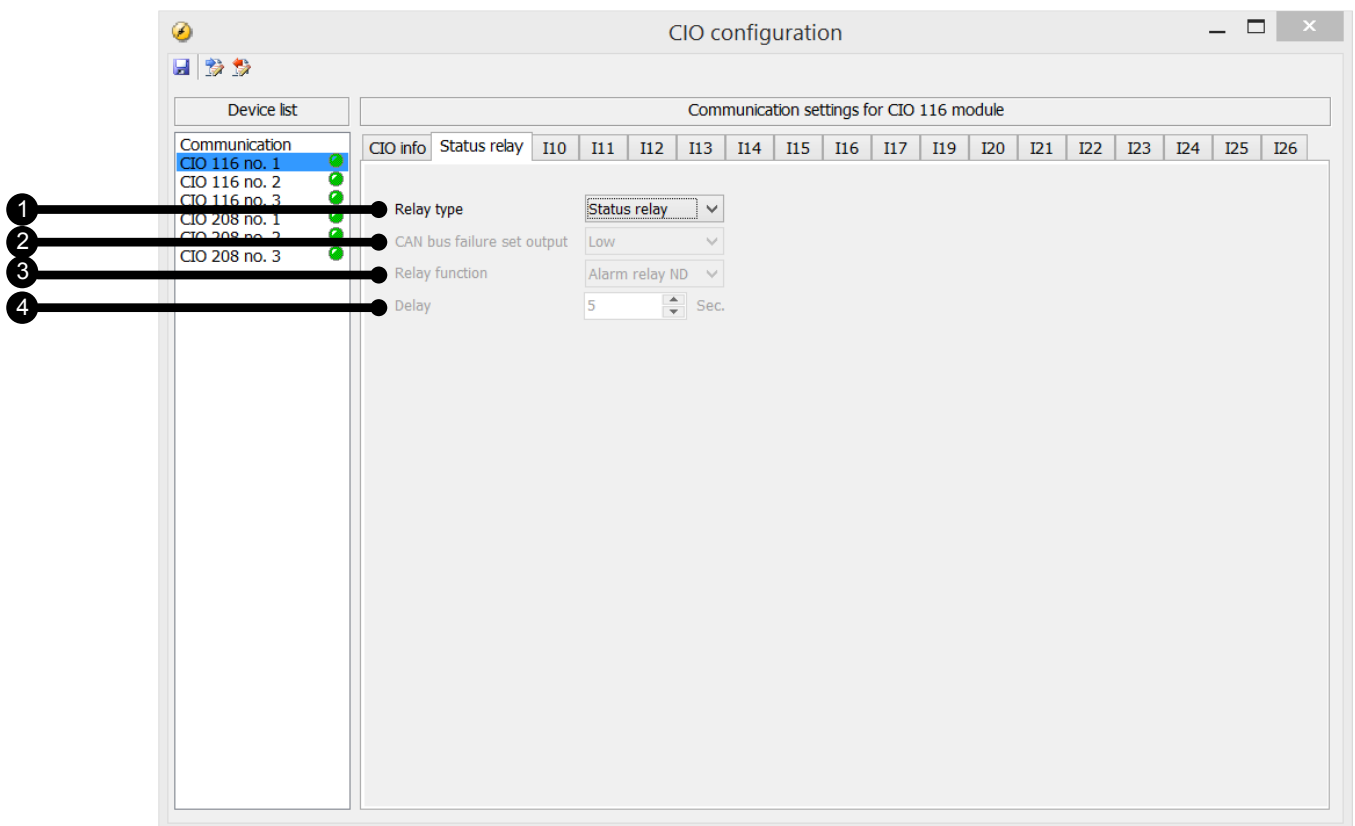 CIO configuration
Device list
Communication settings for CIO 116 module
Communication
CIO 116 no. 1
CIO 116 no. 2
CIO 116 no. 3
CIO 208 no. 1
CIO 208 no. 2
CIO 208 no. 3
CIO info Status relay I10 I11 I12 I13 I14 I15 I16 I17 I19 I20 I21 I22 I23 I24 I25 I26
1 Relay type Status relay
2 CAN bus failure set output Low
3 Relay function Alarm relay ND
4 Delay 5 Sec.